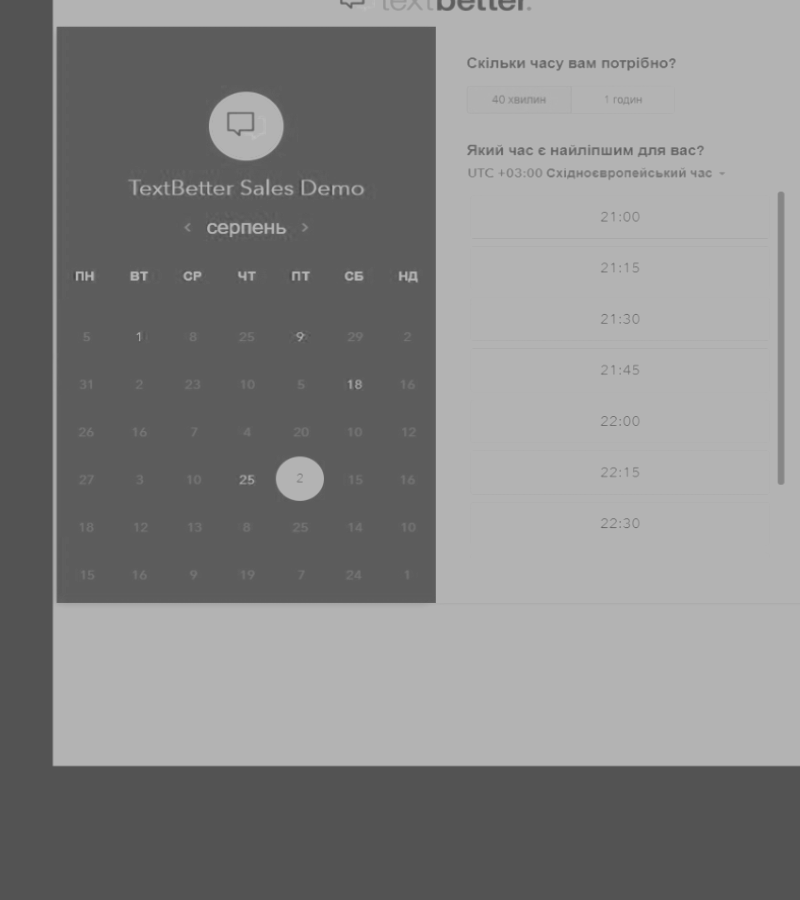 textbetter.
TextBetter Sales Demo
‹ серпень ›
ПН ВТ СР ЧТ ПТ СБ НД
5 1 8 25 9 29 2
31 2 23 10 5 18 16
26 16 7 4 20 10 12
27 3 10 25 2 15 16
18 12 13 8 25 14 10
15 16 9 19 7 24 1
Скільки часу вам потрібно?
40 хвилин 1 годин
Який час є найліпшим для вас?
UTC +03:00 Східноєвропейський час
21:00
21:15
21:30
21:45
22:00
22:15
22:30